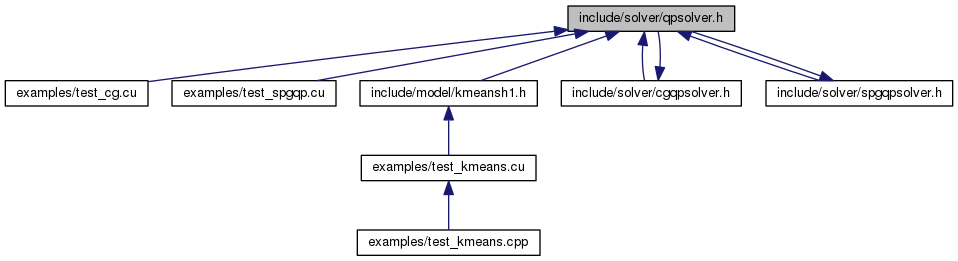 include/solver/qpsolver.h
examples/test_cg.cu
examples/test_spgqp.cu
include/model/kmeansh1.h
include/solver/cgqpsolver.h
include/solver/spgqpsolver.h
examples/test_kmeans.cu
examples/test_kmeans.cpp